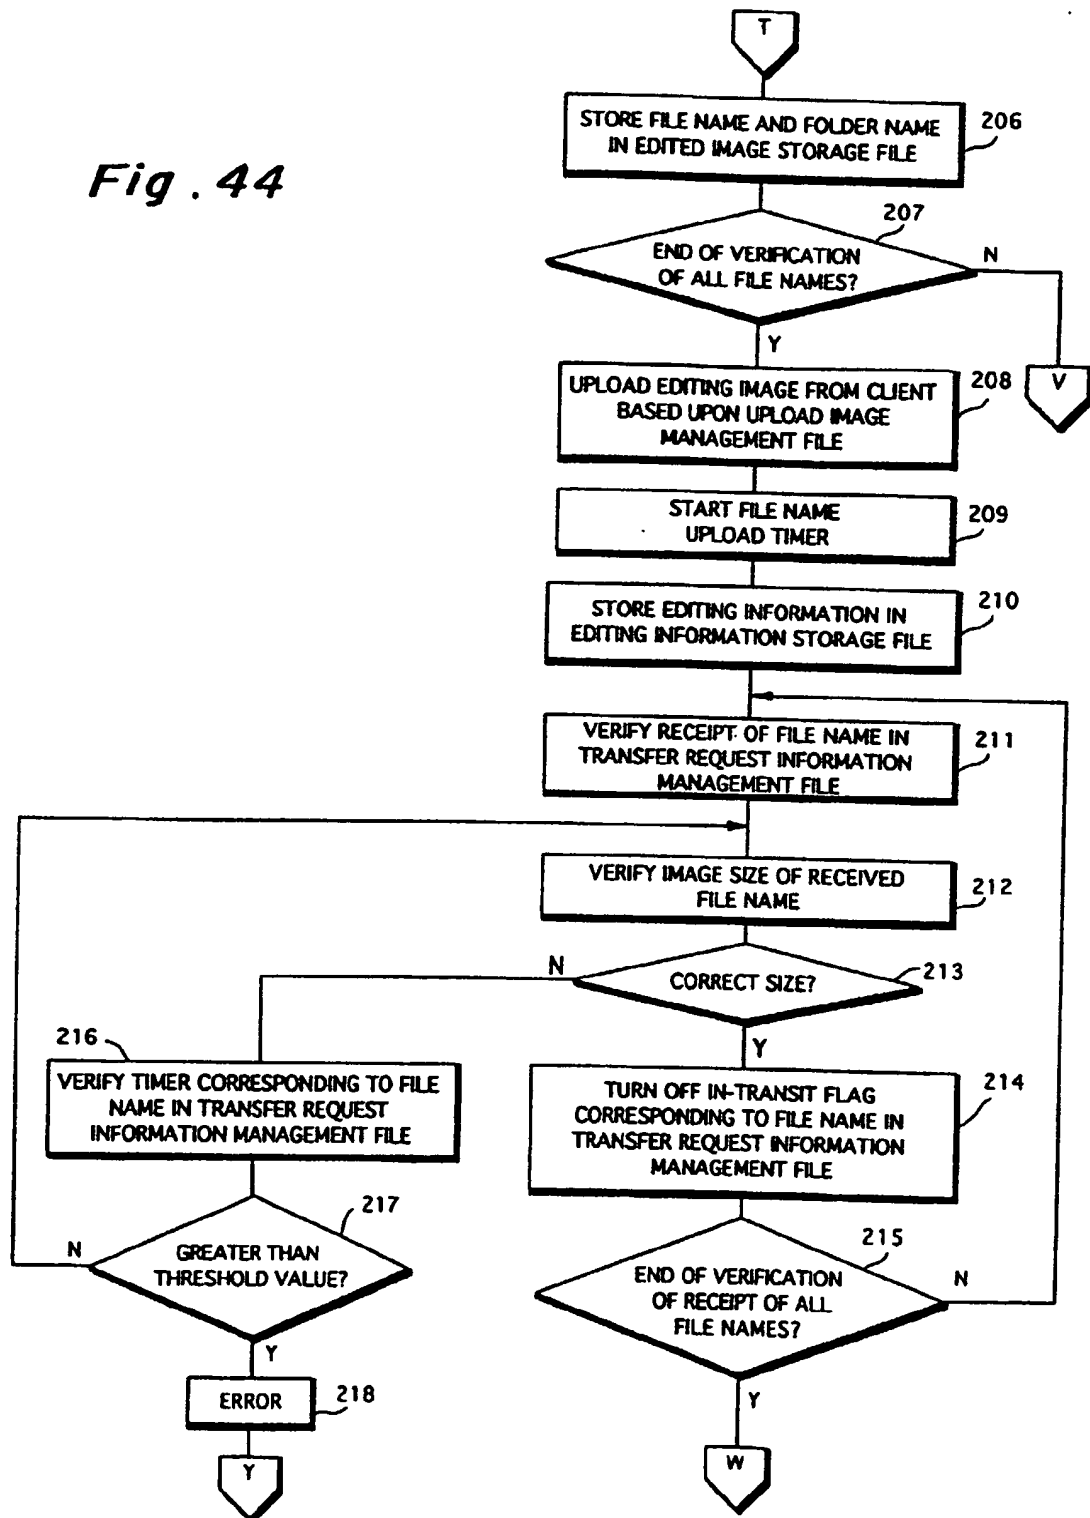 Fig. 44
T
STORE FILE NAME AND FOLDER NAME
IN EDITED IMAGE STORAGE FILE
206
207
END OF VERIFICATION
OF ALL FILE NAMES?
N
Y
V
UPLOAD EDITING IMAGE FROM CLIENT
BASED UPON UPLOAD IMAGE
MANAGEMENT FILE
208
START FILE NAME
UPLOAD TIMER
209
STORE EDITING INFORMATION IN
EDITING INFORMATION STORAGE FILE
210
VERIFY RECEIPT OF FILE NAME IN
TRANSFER REQUEST INFORMATION
MANAGEMENT FILE
211
VERIFY IMAGE SIZE OF RECEIVED
FILE NAME
212
N
CORRECT SIZE?
213
Y
216
VERIFY TIMER CORRESPONDING TO FILE
NAME IN TRANSFER REQUEST
INFORMATION MANAGEMENT FILE
TURN OFF IN-TRANSIT FLAG
CORRESPONDING TO FILE NAME IN
TRANSFER REQUEST INFORMATION
MANAGEMENT FILE
214
217
N
GREATER THAN
THRESHOLD VALUE?
Y
215
END OF VERIFICATION
OF RECEIPT OF ALL
FILE NAMES?
N
Y
ERROR
218
Y
W